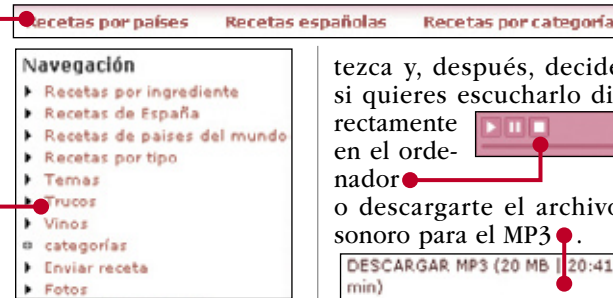 Recetas por países Recetas españolas Recetas por categoría
Navegación
Recetas por ingrediente
Recetas de España
Recetas de paises del mundo
Recetas por tipo
Temas
Trucos
Vinos
categorías
Enviar receta
Fotos
tezca y, después, decide
si quieres escucharlo di
rectamente
en el orde-
nador
o descargarte el archivo
sonoro para el MP3 .
DESCARGAR MP3 (20 MB | 20:41
min)